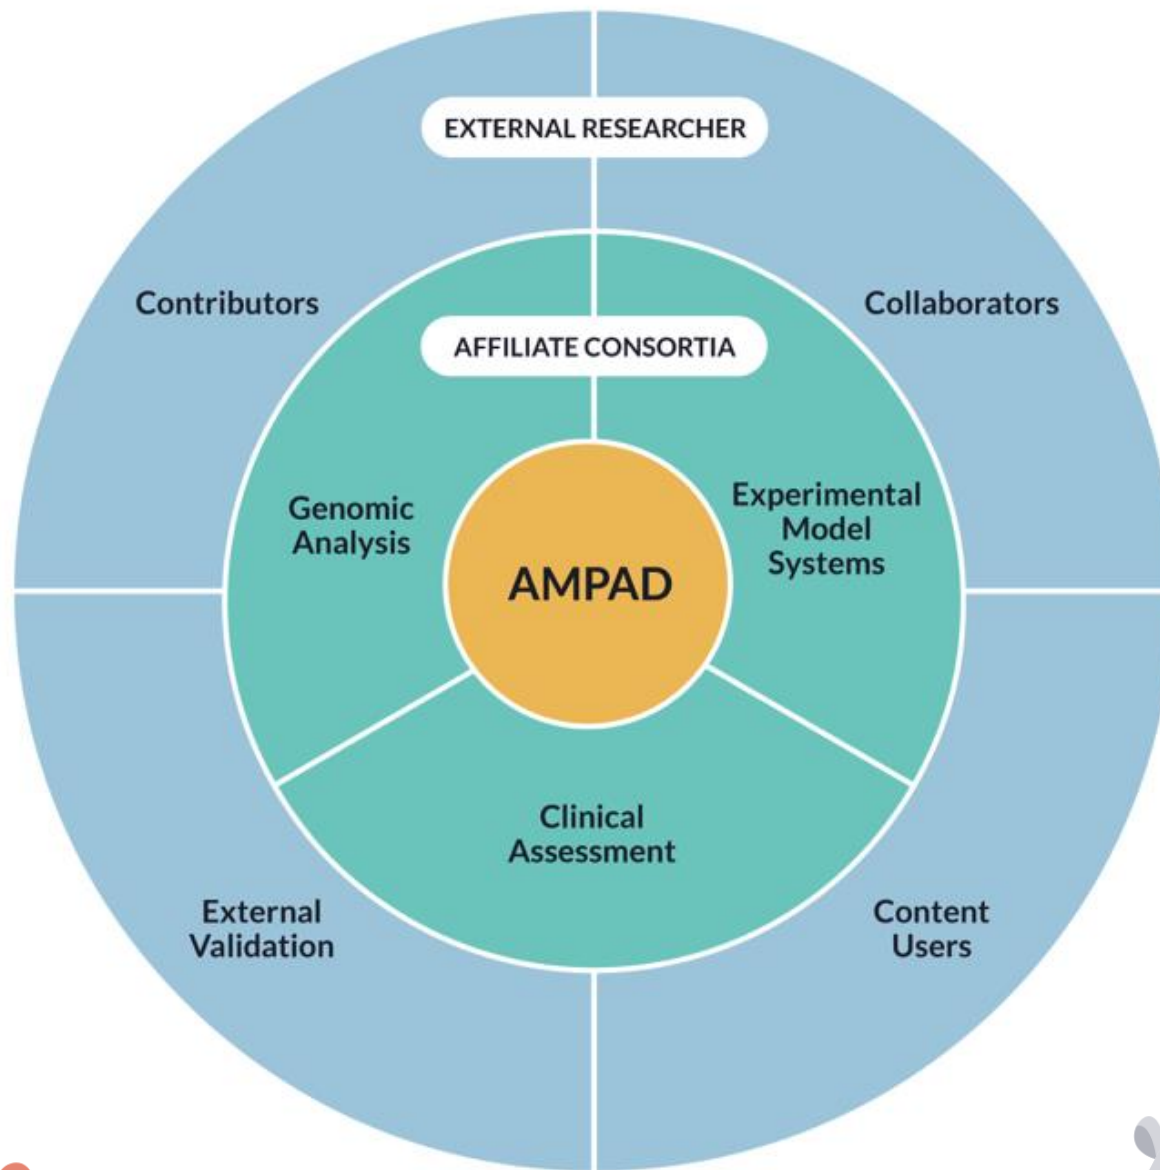 EXTERNAL RESEARCHER
Contributors
Collaborators
AFFILIATE CONSORTIA
Genomic
Analysis
Experimental
Model
Systems
AMPAD
Clinical
Assessment
External
Validation
Content
Users